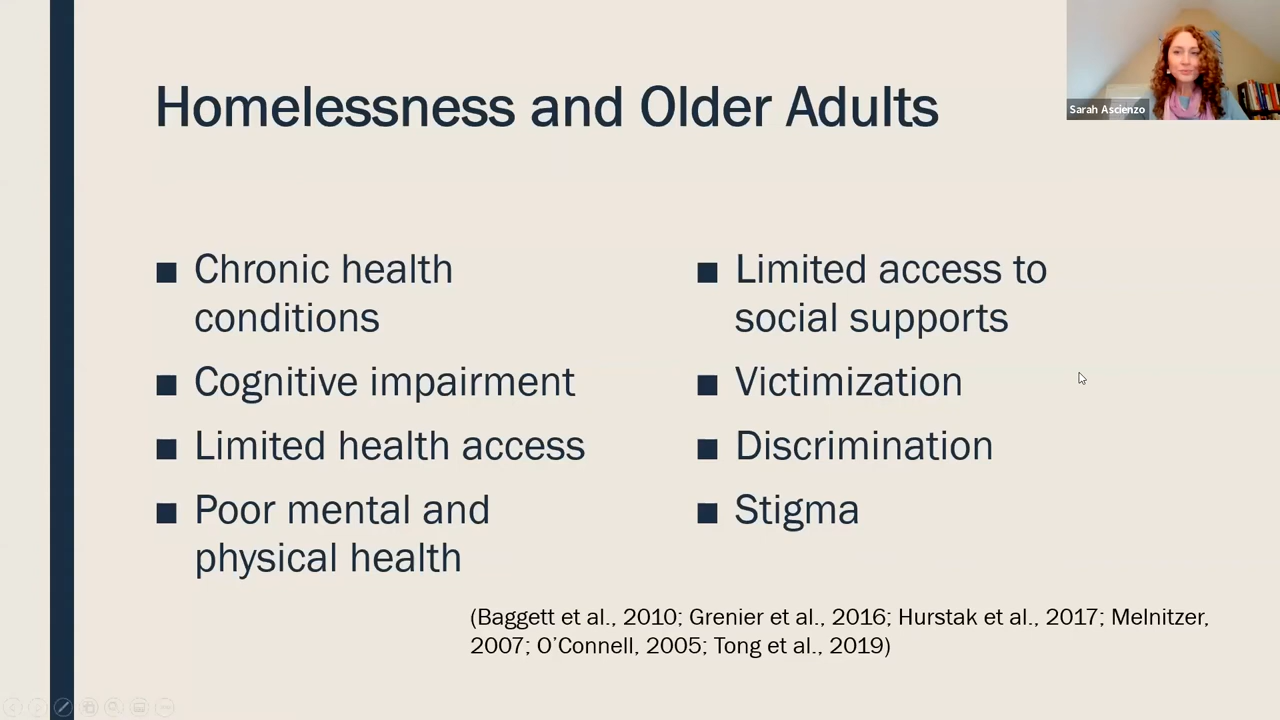 Homelessness and Older Adults
Sarah Ascienzo
■ Chronic health
conditions
■ Cognitive impairment
■ Limited health access
■ Poor mental and
physical health
■ Limited access to
social supports
■ Victimization
■ Discrimination
■ Stigma
(Baggett et al., 2010; Grenier et al., 2016; Hurstak et al., 2017; Melnitzer,
2007; O’Connell, 2005; Tong et al., 2019)